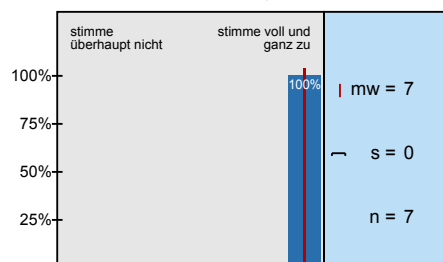 stimme
überhaupt nicht
stimme voll und
ganz zu
100%
75%
50%
25%
100%
mw = 7
s = 0
n = 7